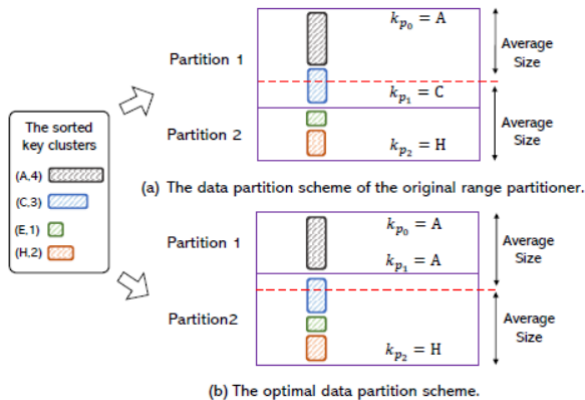 The sorted
key clusters
(A,4)
(C,3)
(E,1)
(H,2)
Partition 1
Partition 2
k_{p_0} = A
k_{p_1} = C
k_{p_2} = H
Average
Size
Average
Size
(a) The data partition scheme of the original range partitioner.
Partition 1
Partition2
k_{p_0} = A
k_{p_1} = A
k_{p_2} = H
Average
Size
Average
Size
(b) The optimal data partition scheme.